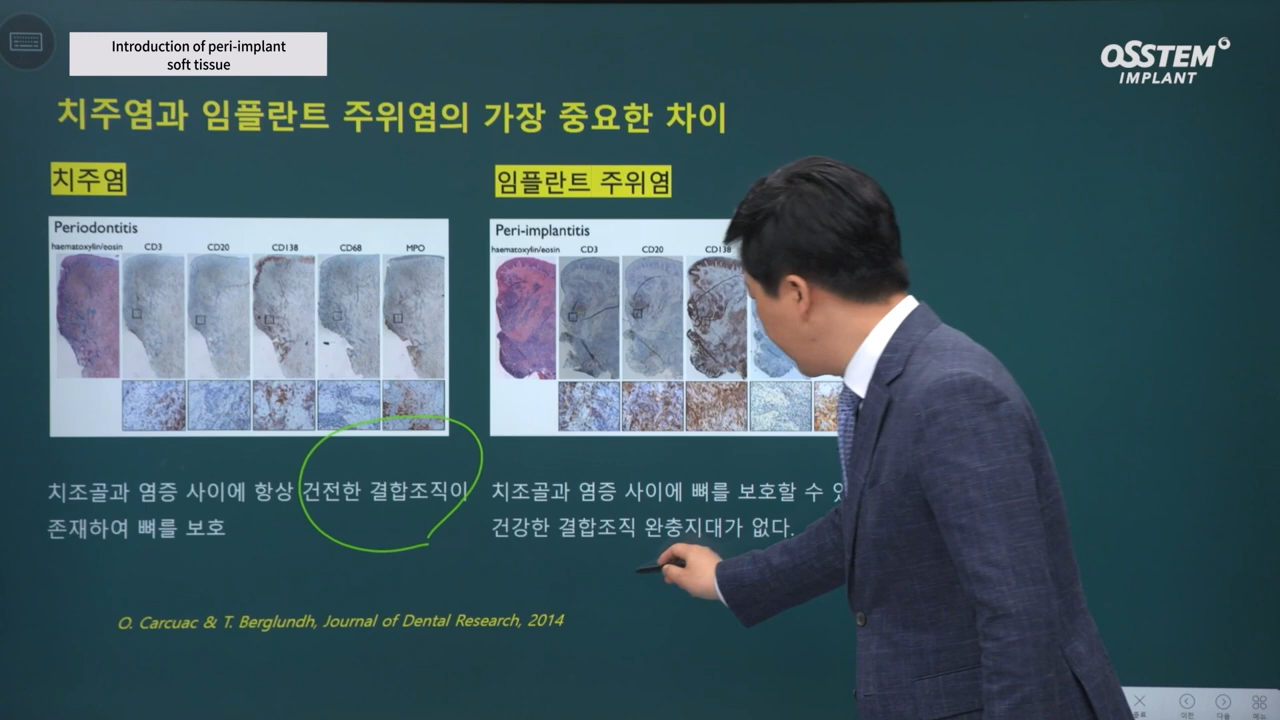 Introduction of peri-implant
soft tissue
OSSTEM
IMPLANT
치주염과 임플란트 주위염의 가장 중요한 차이
치주염
Periodontitis
haematoxylin/eosin CD3 CD20 CD138 CD68 MPO
치조골과 염증 사이에 항상 건전한 결합조직이
존재하여 뼈를 보호
임플란트 주위염
Peri-implantitis
haematoxylin/eosin CD3 CD20 CD138
치조골과 염증 사이에 뼈를 보호할 수
건강한 결합조직 완충지대가 없다.
O. Carcuac & T. Berglundh, Journal of Dental Research, 2014
이전 다음 메뉴